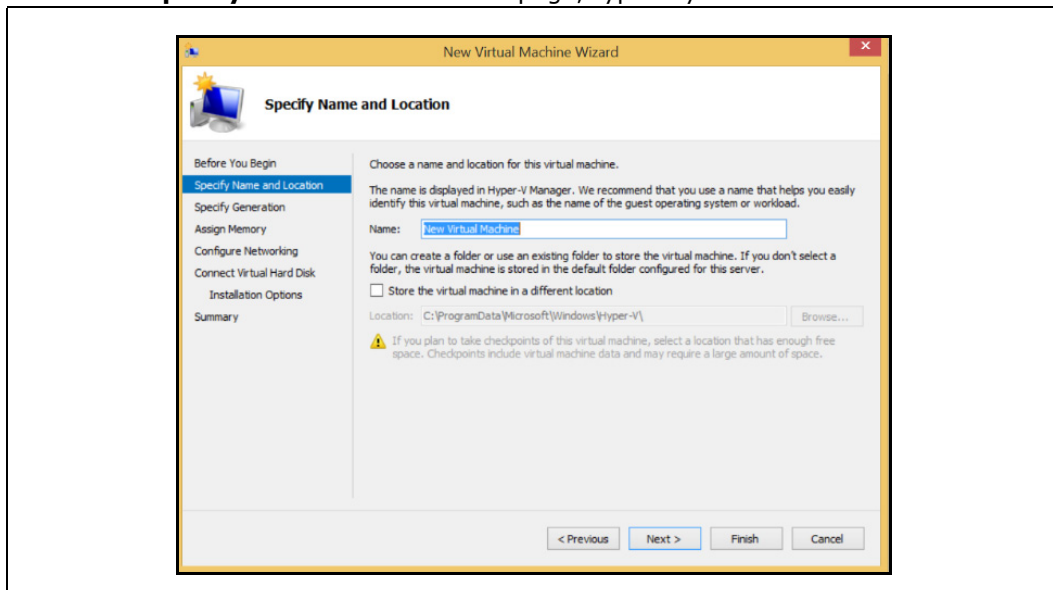 New Virtual Machine Wizard
Specify Name and Location
Before You Begin
Specify Name and Location
Specify Generation
Assign Memory
Configure Networking
Connect Virtual Hard Disk
Installation Options
Summary
Choose a name and location for this virtual machine.
The name is displayed in Hyper-V Manager. We recommend that you use a name that helps you easily
identify this virtual machine, such as the name of the guest operating system or workload.
Name: New Virtual Machine
You can create a folder or use an existing folder to store the virtual machine. If you don't select a
folder, the virtual machine is stored in the default folder configured for this server.
Store the virtual machine in a different location
Location: C:\ProgramData\Microsoft\Windows\Hyper-V\ Browse...
If you plan to take checkpoints of this virtual machine, select a location that has enough free
space. Checkpoints include virtual machine data and may require a large amount of space.
< Previous Next > Finish Cancel